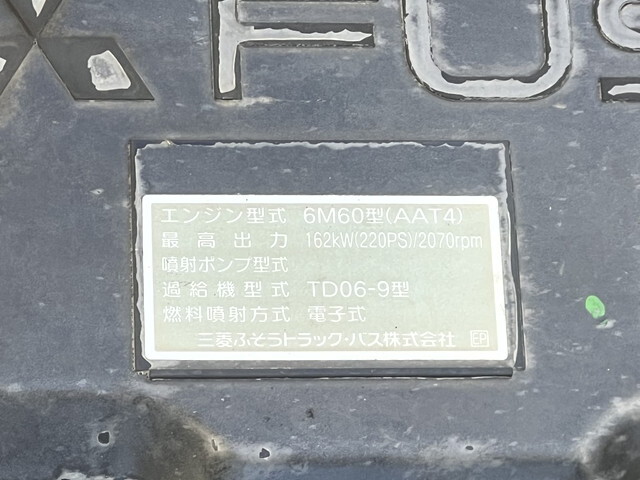 FUS
エンジン型式 6M60型(AAT4)
最高出力 162kW(220PS)/2070rpm
噴射ポンプ型式
過給機型式 TD06-9型
燃料噴射方式 電子式
三菱ふそうトラック・バス株式会社 EP